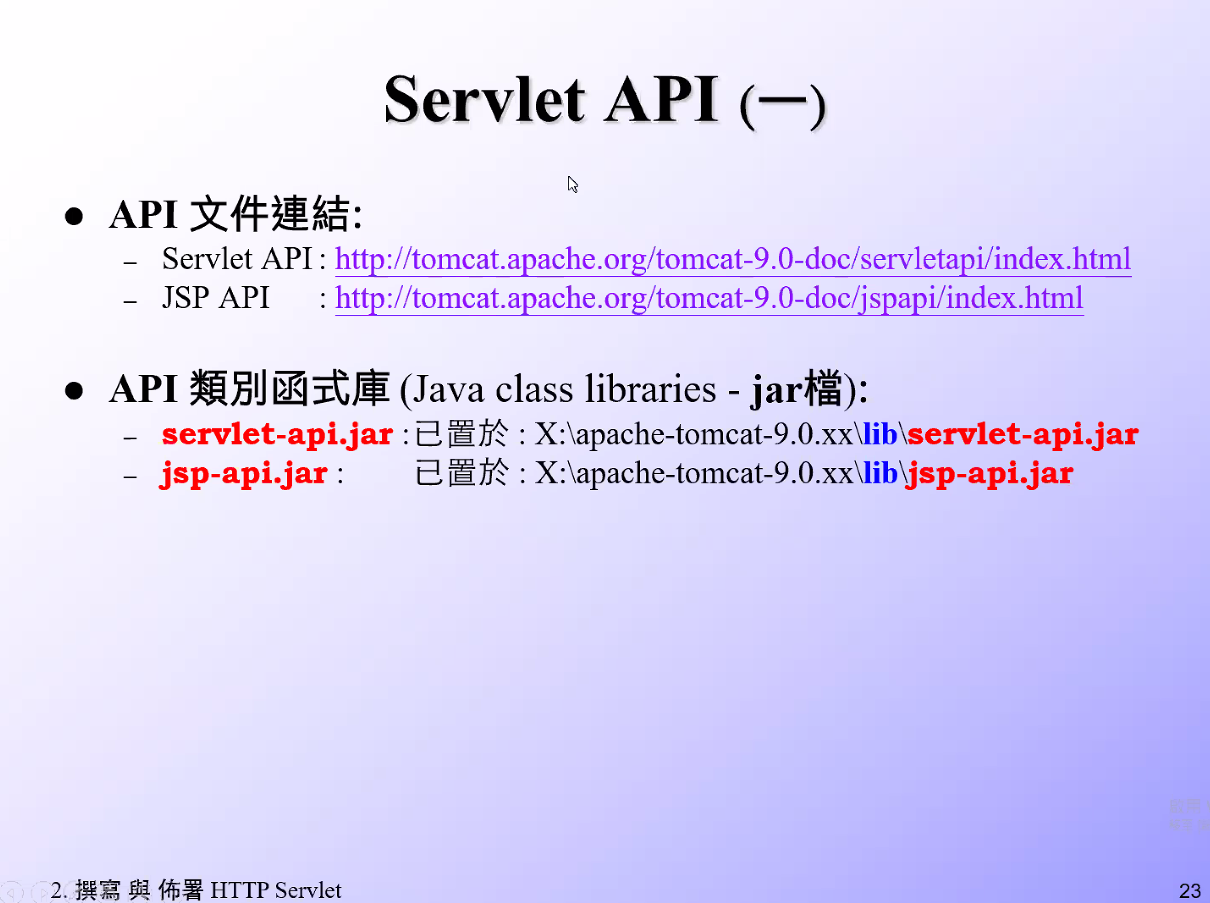 Servlet API (一)
● API 文件連結:
– Servlet API : http://tomcat.apache.org/tomcat-9.0-doc/servletapi/index.html
– JSP API : http://tomcat.apache.org/tomcat-9.0-doc/jspapi/index.html
● API 類別函式庫 (Java class libraries - jar檔):
– servlet-api.jar : 已置於 : X:\apache-tomcat-9.0.xx\lib\servlet-api.jar
– jsp-api.jar : 已置於 : X:\apache-tomcat-9.0.xx\lib\jsp-api.jar
2. 撰寫 與 佈署 HTTP Servlet
23